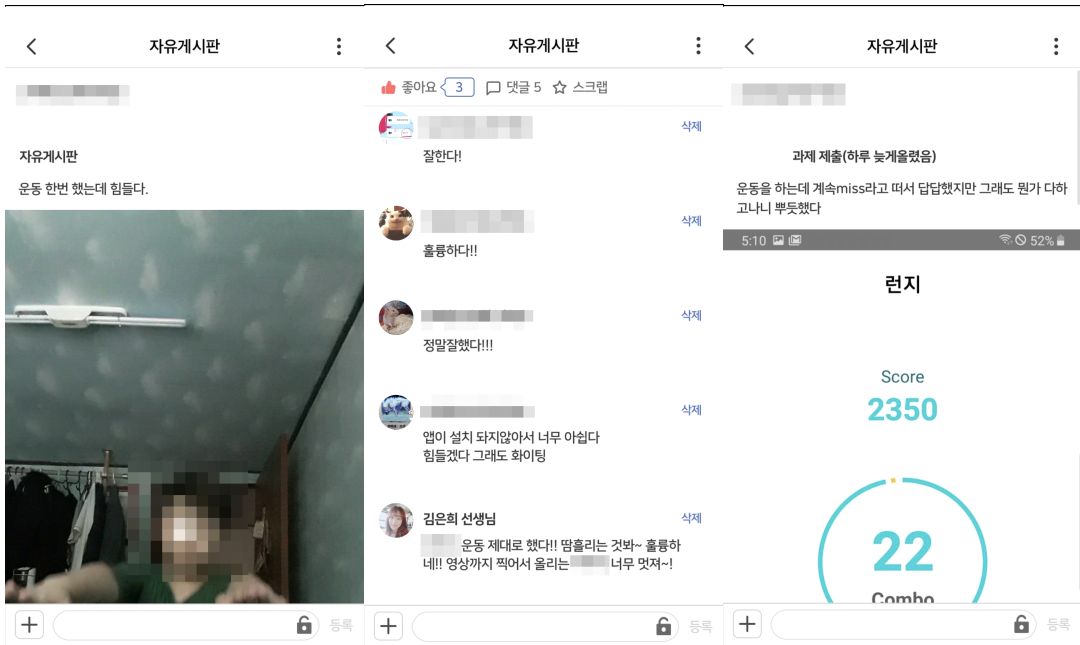 자유게시판
자유게시판
운동 한번 했는데 힘들다.
등록
자유게시판
좋아요 3 댓글 5 스크랩
삭제
잘한다!
삭제
훌륭하다!!
삭제
정말잘했다!!!
삭제
앱이 설치 돠지않아서 너무 아쉽다
힘들겠다 그래도 화이팅
김은희 선생님 삭제
운동 제대로 했다!! 땀흘리는 것봐~ 훌륭하
네!! 영상까지 찍어서 올리는 너무 멋져~!
등록
자유게시판
과제 제출(하루 늦게올렸음)
운동을 하는데 계속miss라고 떠서 답답했지만 그래도 뭔가 다하
고나니 뿌듯했다
5:10 52%
런지
Score
2350
22
Combo
등록